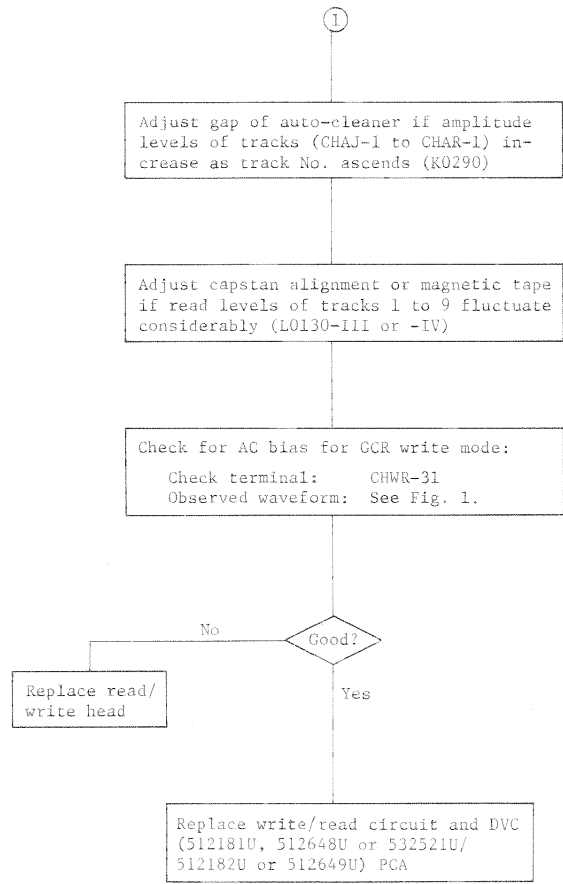 1
Adjust gap of auto-cleaner if amplitude
levels of tracks (CHAJ-1 to CHAR-1) in-
crease as track No. ascends (K0290)
Adjust capstan alignment or magnetic tape
if read levels of tracks 1 to 9 fluctuate
considerably (L0130-III or -IV)
Check for AC bias for GCR write mode:
Check terminal: CHWR-31
Observed waveform: See Fig. 1.
Good?
No
Replace read/
write head
Yes
Replace write/read circuit and DVC
(512181U, 512648U or 532521U/
512182U or 512649U) PCA